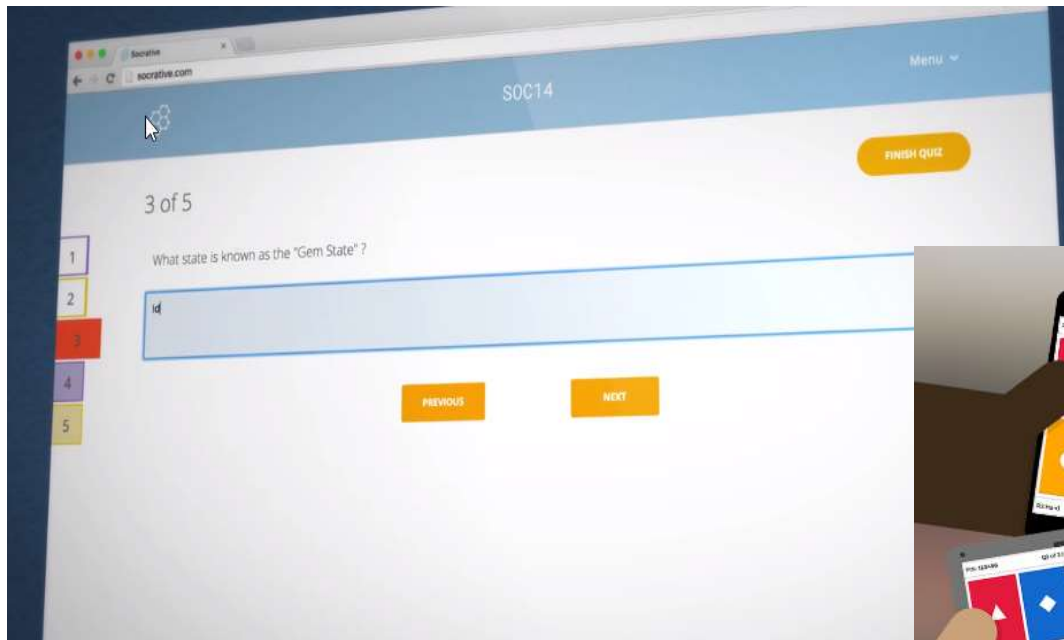 Socrative
socrative.com
SOC14
Menu
FINISH QUIZ
3 of 5
What state is known as the "Gem State" ?
1
2
3
4
5
id
PREVIOUS
NEXT